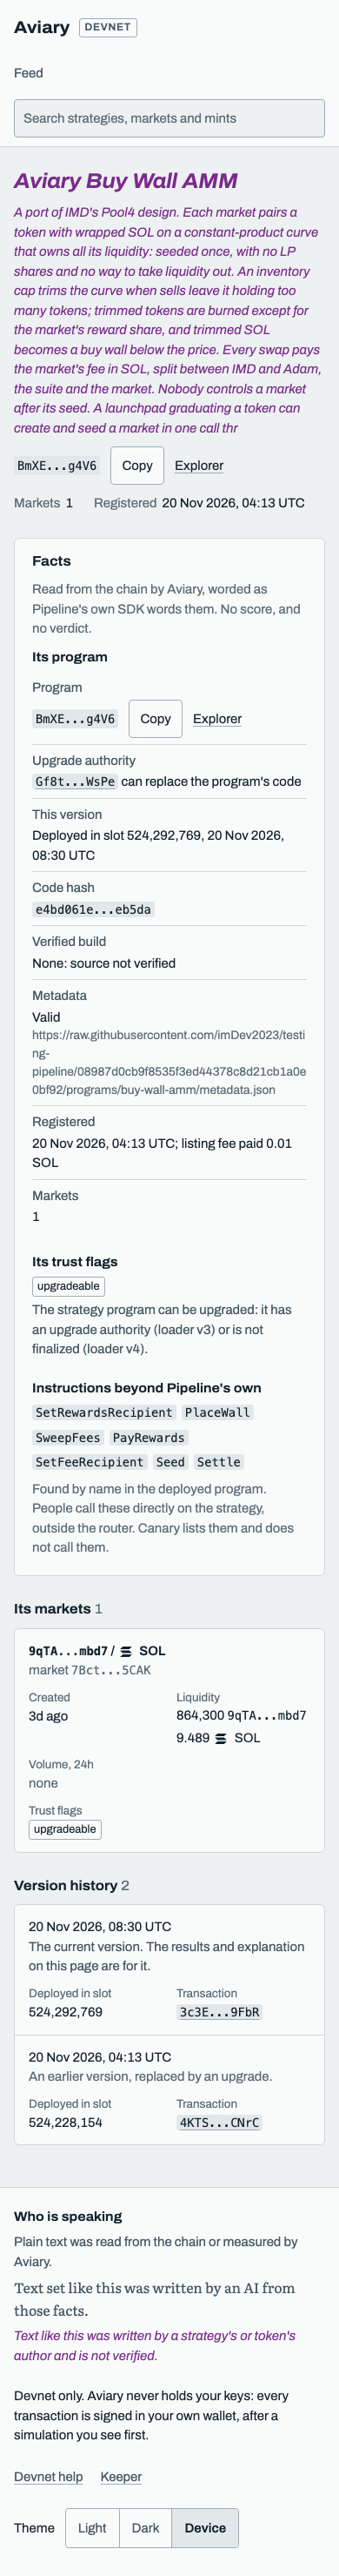 Aviary DEVNET
Feed
Search strategies, markets and mints
Aviary Buy Wall AMM
A port of IMD's Pool4 design. Each market pairs a
token with wrapped SOL on a constant-product curve
that owns all its liquidity: seeded once, with no LP
shares and no way to take liquidity out. An inventory
cap trims the curve when sells leave it holding too
many tokens; trimmed tokens are burned except for
the market's reward share, and trimmed SOL
becomes a buy wall below the price. Every swap pays
the market's fee in SOL, split between IMD and Adam,
the suite and the market. Nobody controls a market
after its seed. A launchpad graduating a token can
create and seed a market in one call thr
BmXE...g4V6 Copy Explorer
Markets 1 Registered 20 Nov 2026, 04:13 UTC
Facts
Read from the chain by Aviary, worded as
Pipeline's own SDK words them. No score, and
no verdict.
Its program
Program
BmXE...g4V6 Copy Explorer
Upgrade authority
Gf8t...WsPe can replace the program's code
This version
Deployed in slot 524,292,769, 20 Nov 2026,
08:30 UTC
Code hash
e4bd061e...eb5da
Verified build
None: source not verified
Metadata
Valid
https://raw.githubusercontent.com/imDev2023/testi
ng-
pipeline/08987d0cb9f8535f3ed44378c8d21cb1a0e
0bf92/programs/buy-wall-amm/metadata.json
Registered
20 Nov 2026, 04:13 UTC; listing fee paid 0.01
SOL
Markets
1
Its trust flags
upgradeable
The strategy program can be upgraded: it has
an upgrade authority (loader v3) or is not
finalized (loader v4).
Instructions beyond Pipeline's own
SetRewardsRecipient PlaceWall
SweepFees PayRewards
SetFeeRecipient Seed Settle
Found by name in the deployed program.
People call these directly on the strategy,
outside the router. Canary lists them and does
not call them.
Its markets 1
9qTA...mbd7 / SOL
market 7Bct...5CAK
Created
3d ago
Liquidity
864,300 9qTA...mbd7
9.489 SOL
Volume, 24h
none
Trust flags
upgradeable
Version history 2
20 Nov 2026, 08:30 UTC
The current version. The results and explanation
on this page are for it.
Deployed in slot
524,292,769
Transaction
3c3E...9FbR
20 Nov 2026, 04:13 UTC
An earlier version, replaced by an upgrade.
Deployed in slot
524,228,154
Transaction
4KTS...CNrC
Who is speaking
Plain text was read from the chain or measured by
Aviary.
Text set like this was written by an AI from
those facts.
Text like this was written by a strategy's or token's
author and is not verified.
Devnet only. Aviary never holds your keys: every
transaction is signed in your own wallet, after a
simulation you see first.
Devnet help Keeper
Theme Light Dark Device